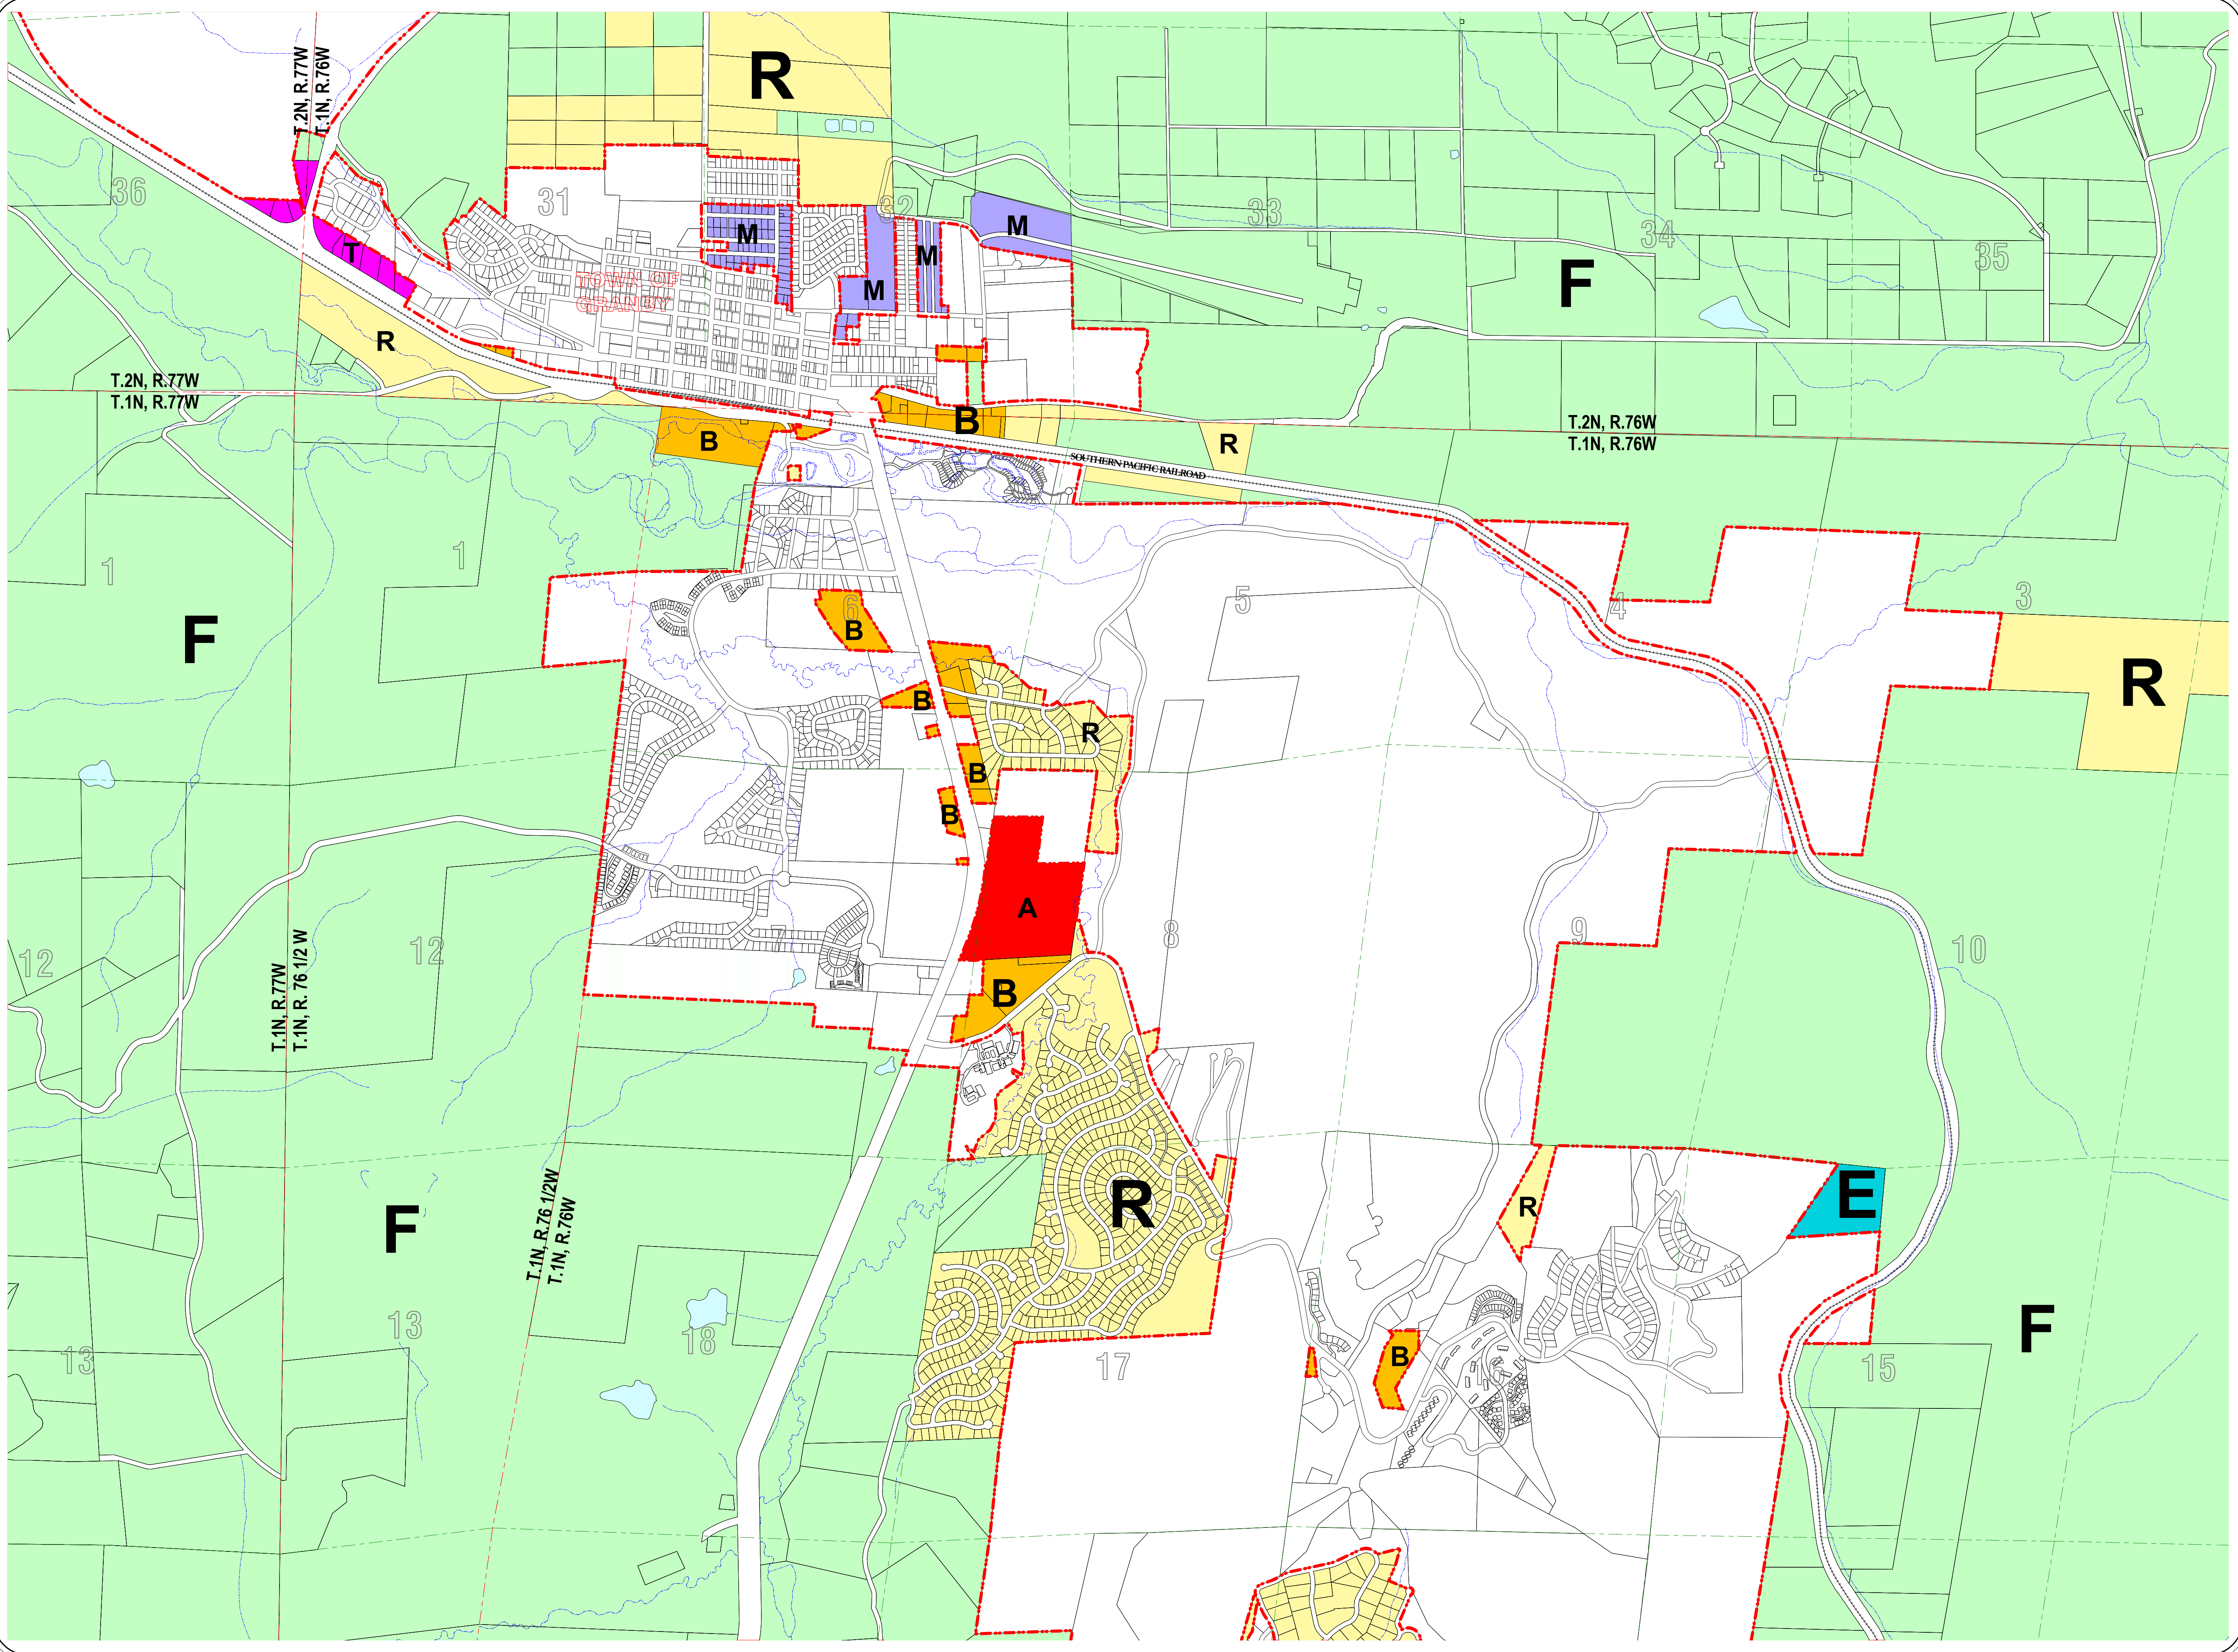 R
T.2N, R.77W
T.1N, R.76W
36
31
32
33
34
35
M
M
M
M
T
F
TOWN OF
GRANBY
R
T.2N, R.77W
T.1N, R.77W
B
B
R
SOUTHERN PACIFIC RAILROAD
T.2N, R.76W
T.1N, R.76W
1
1
6
5
4
3
F
B
R
B
R
B
B
A
7
8
9
10
12
12
B
T.1N, R.77W
T.1N, R. 76 1/2 W
F
R
R
E
T.1N, R.76 1/2W
T.1N, R.76W
13
13
18
17
B
16
15
F